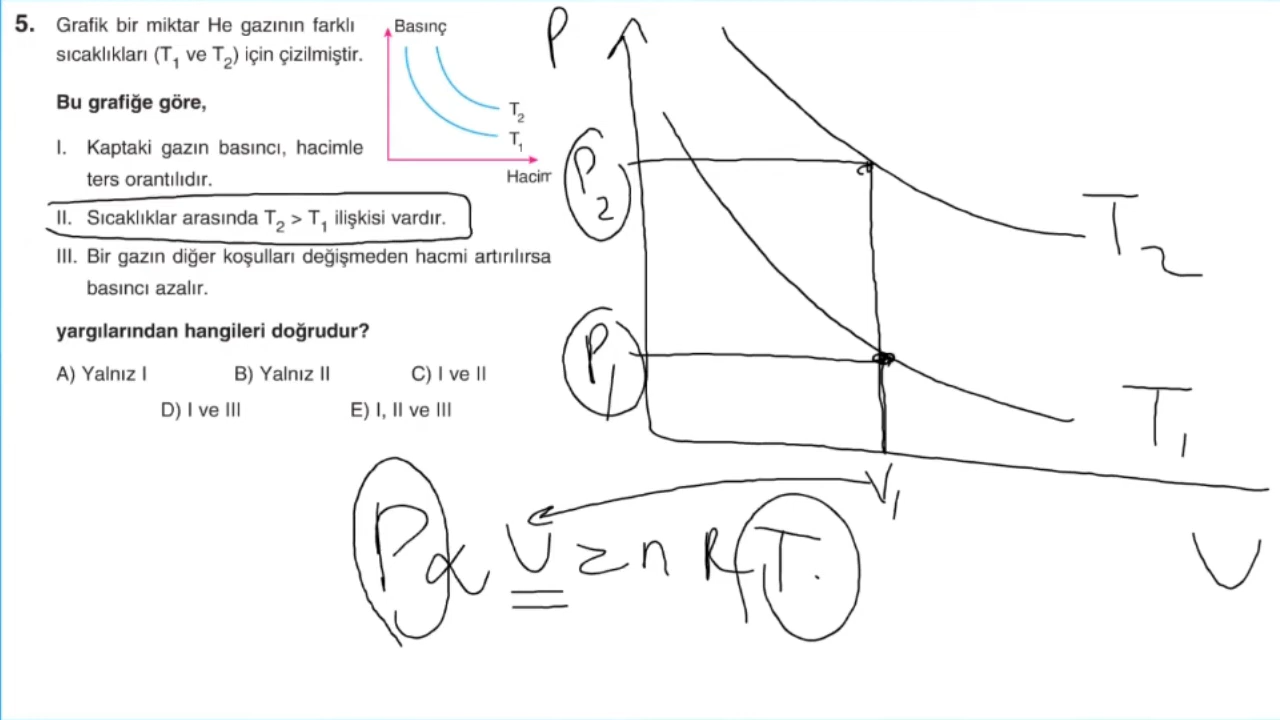 5. Grafik bir miktar He gazının farklı
sıcaklıkları (T₁ ve T₂) için çizilmiştir.
Bu grafiğe göre,
I. Kaptaki gazın basıncı, hacimle
ters orantılıdır.
II. Sıcaklıklar arasında T₂ > T₁ ilişkisi vardır.
III. Bir gazın diğer koşulları değişmeden hacmi artırılırsa
basıncı azalır.
yargılarından hangileri doğrudur?
A) Yalnız I B) Yalnız II C) I ve II
D) I ve III E) I, II ve III
Basınç
T₂
T₁
Hacim
P
P₂
P₁
T₂
T₁
V₁
V
P α V = n R T.